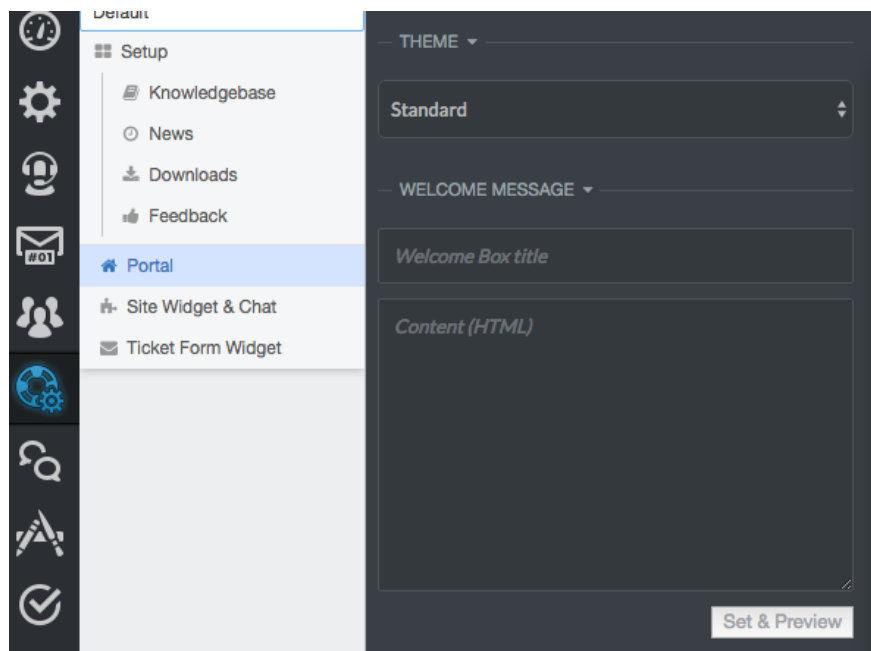 Default
Setup
Knowledgebase
News
Downloads
Feedback
Portal
Site Widget & Chat
Ticket Form Widget
#01
THEME
Standard
WELCOME MESSAGE
Welcome Box title
Content (HTML)
Set & Preview